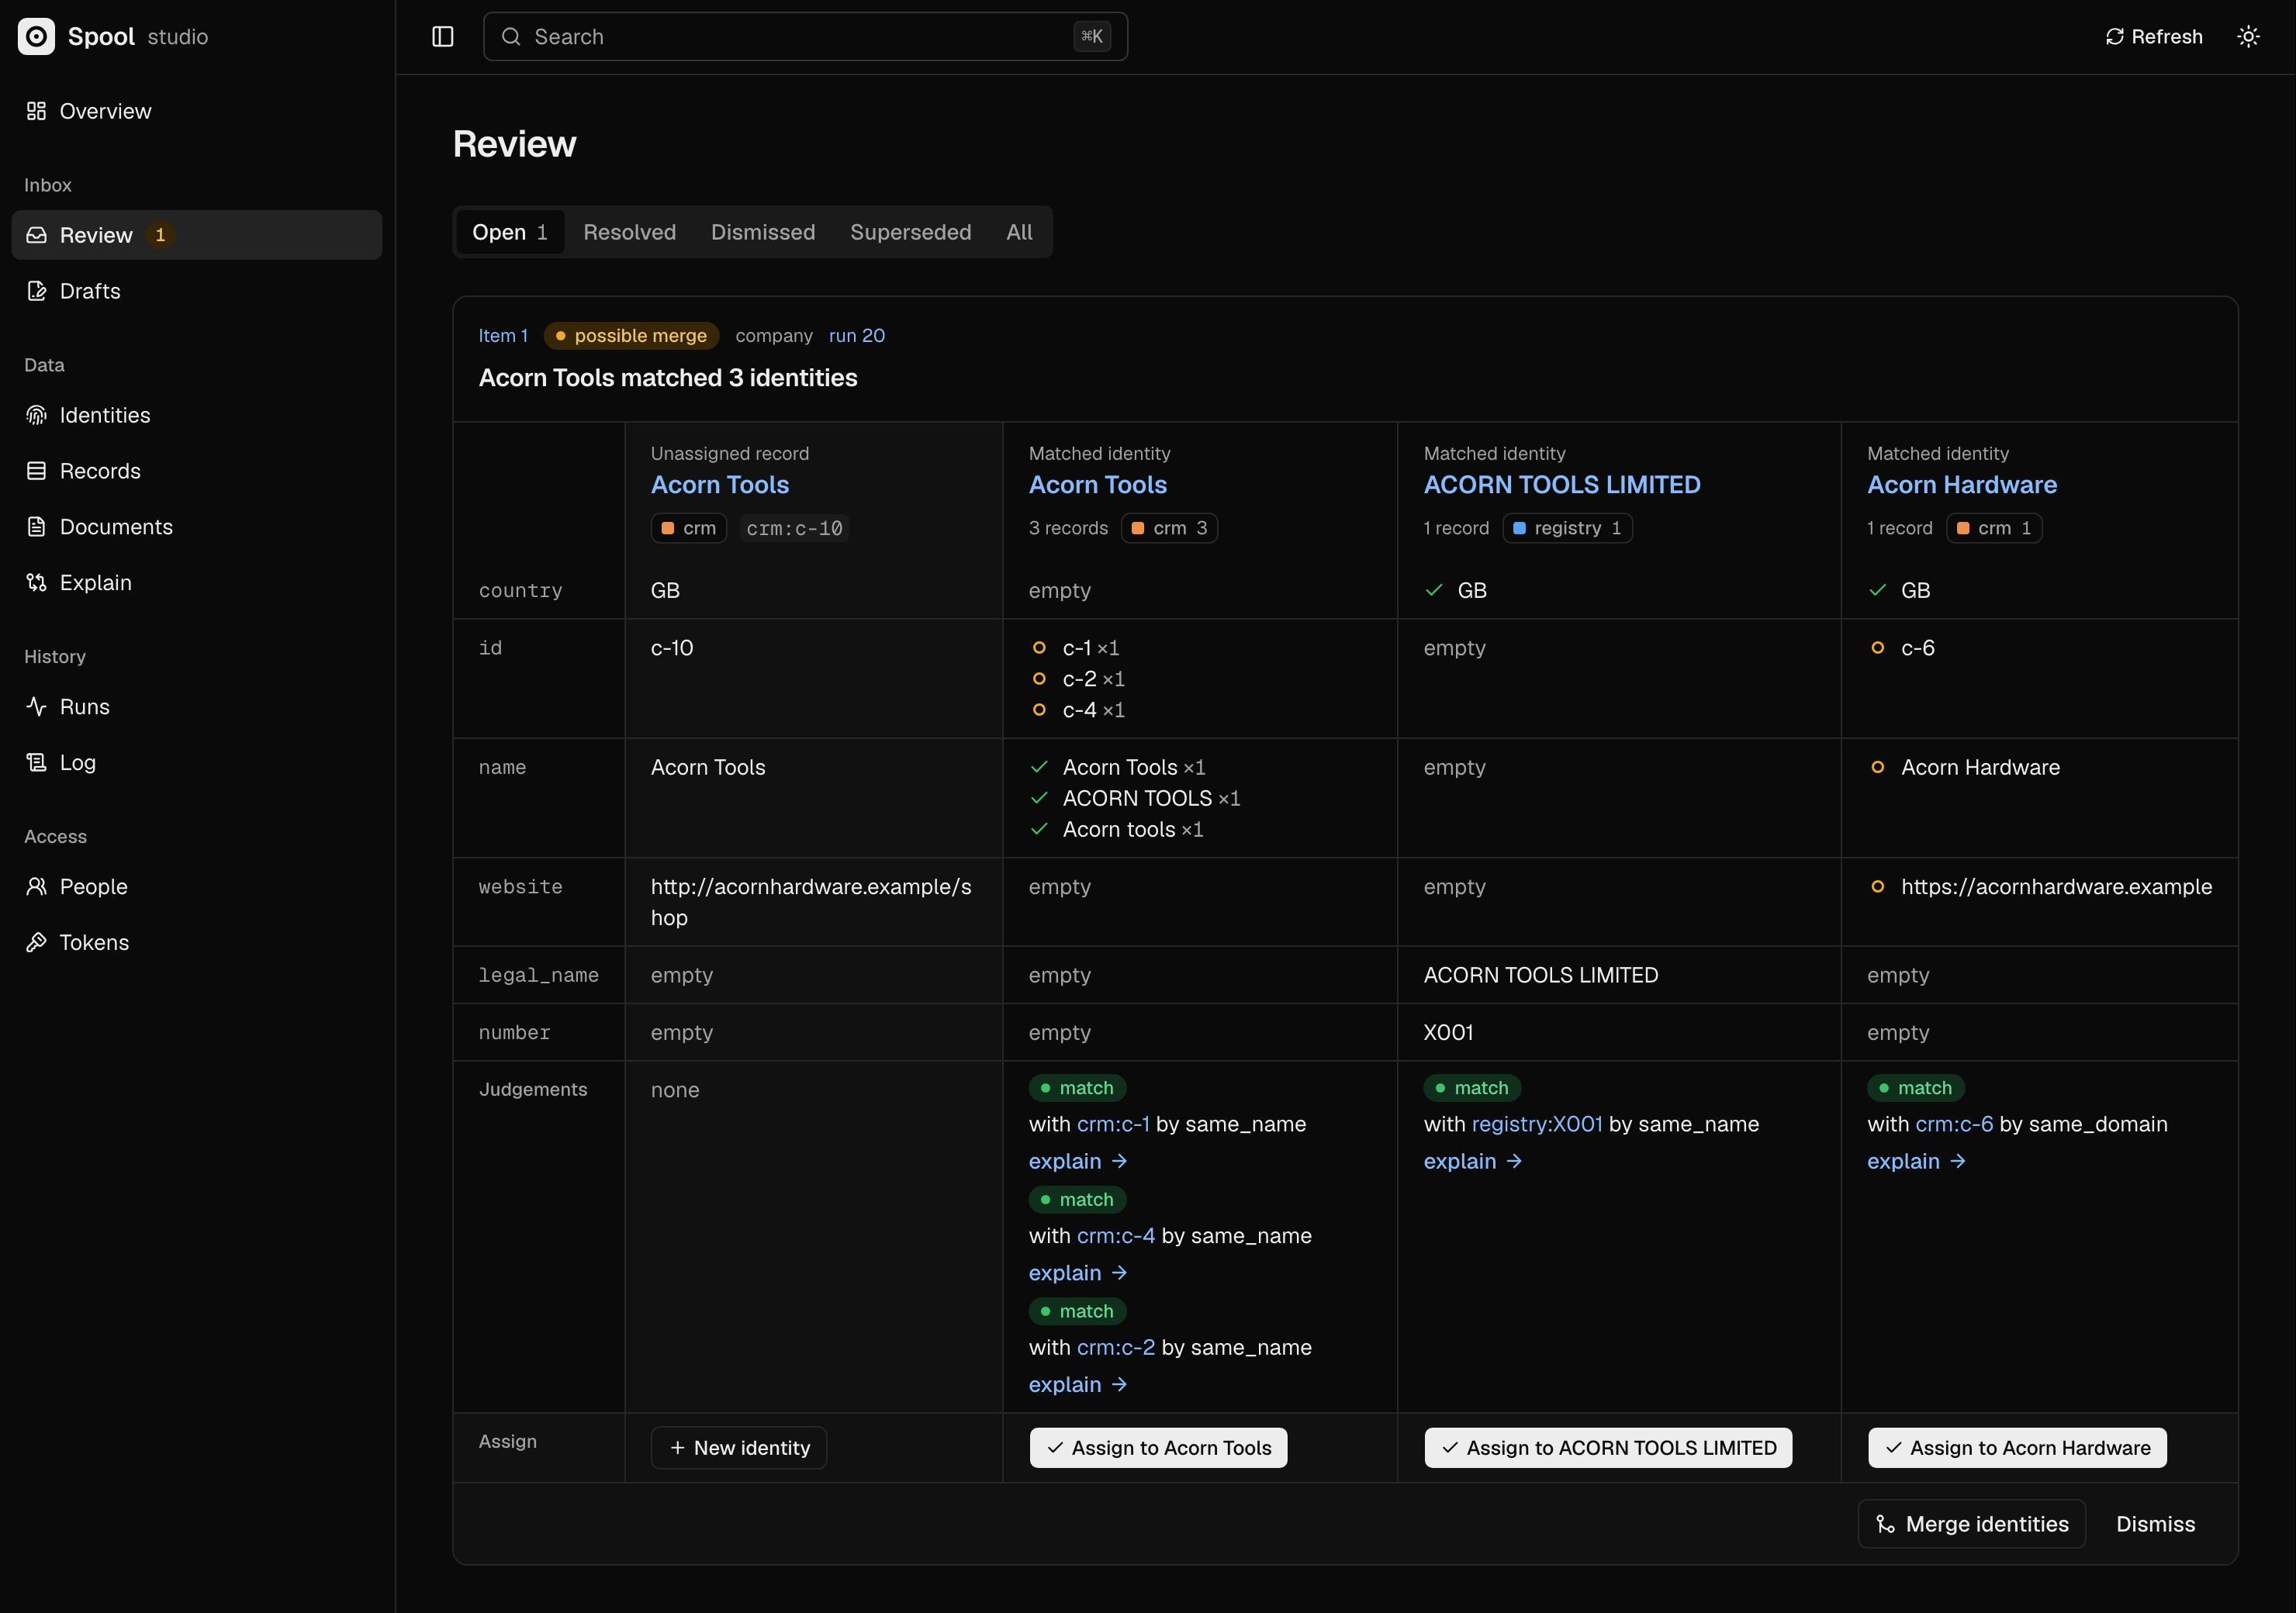 Spool studio
Search ⌘K
Refresh
Overview
Inbox
Review 1
Drafts
Data
Identities
Records
Documents
Explain
History
Runs
Log
Access
People
Tokens
Review
Open 1 Resolved Dismissed Superseded All
Item 1 possible merge company run 20
Acorn Tools matched 3 identities
Unassigned record Matched identity Matched identity Matched identity
Acorn Tools Acorn Tools ACORN TOOLS LIMITED Acorn Hardware
crm crm:c-10 3 records crm 3 1 record registry 1 1 record crm 1
country GB empty GB GB
id c-10 c-1 ×1 empty c-6
c-2 ×1
c-4 ×1
name Acorn Tools Acorn Tools ×1 empty Acorn Hardware
ACORN TOOLS ×1
Acorn tools ×1
website http://acornhardware.example/s empty empty https://acornhardware.example
hop
legal_name empty empty ACORN TOOLS LIMITED empty
number empty empty X001 empty
Judgements none match match match
with crm:c-1 by same_name with registry:X001 by same_name with crm:c-6 by same_domain
explain → explain → explain →
match
with crm:c-4 by same_name
explain →
match
with crm:c-2 by same_name
explain →
Assign + New identity Assign to Acorn Tools Assign to ACORN TOOLS LIMITED Assign to Acorn Hardware
Merge identities Dismiss